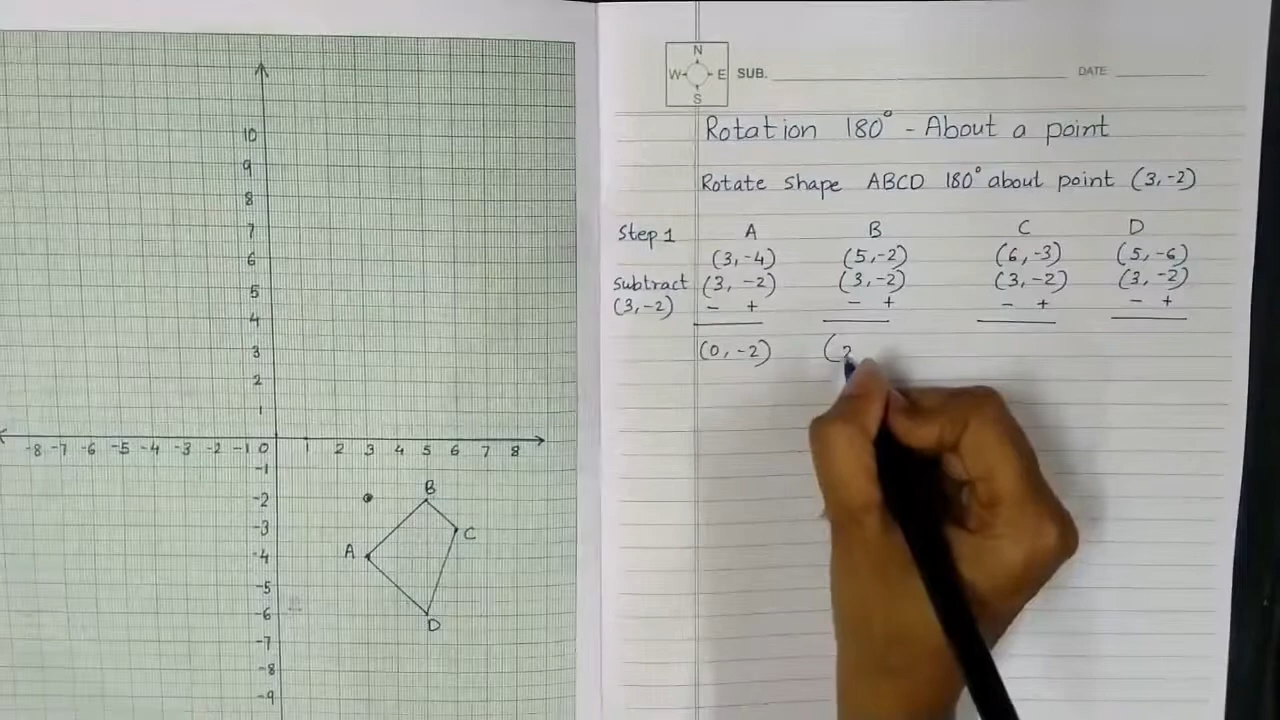 N
W E SUB. DATE
S
Rotation 180° - About a point
Rotate shape ABCD 180° about point (3,-2)
Step 1 A B C D
(3,-4) (5,-2) (6,-3) (5,-6)
subtract (3, -2) (3,-2) (3, -2) (3, -2)
(3,-2) - + - + - + - +
(0, -2) (2
10
9
8
7
6
5
4
3
2
1
-8 -7 -6 -5 -4 -3 -2 -1 0 1 2 3 4 5 6 7 8
-1
-2 B
-3 C
-4 A
-5
-6 D
-7
-8
-9